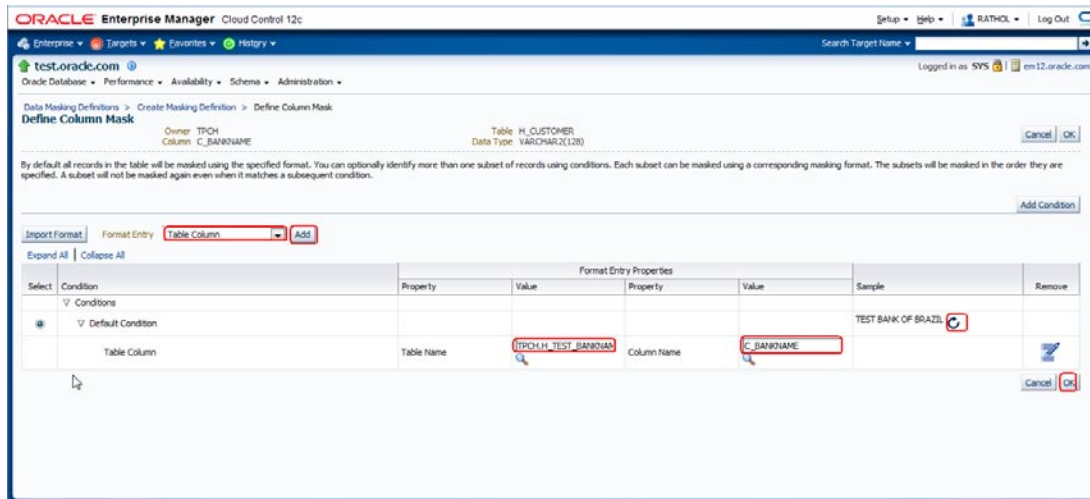 ORACLE Enterprise Manager Cloud Control 12c
Setup Help RATHOL Log Out
Enterprise Targets Favorites History Search Target Name
test.oracle.com
Logged in as SYS em12.oracle.com
Oracle Database Performance Availability Schema Administration
Data Masking Definitions > Create Masking Definition > Define Column Mask
Define Column Mask
Owner TPCH Table H_CUSTOMER
Column C_BANKNAME Data Type VARCHAR2(128)
Cancel OK
By default all records in the table will be masked using the specified format. You can optionally identify more than one subset of records using conditions. Each subset can be masked using a corresponding masking format. The subsets will be masked in the order they are
specified. A subset will not be masked again even when it matches a subsequent condition.
Add Condition
Import Format Format Entry Table Column Add
Expand All | Collapse All
Format Entry Properties
Select Condition Property Value Property Value Sample Remove
Conditions
Default Condition TEST BANK OF BRAZIL
Table Column Table Name TPCH.H_TEST_BANKNAM Column Name C_BANKNAME
Cancel OK